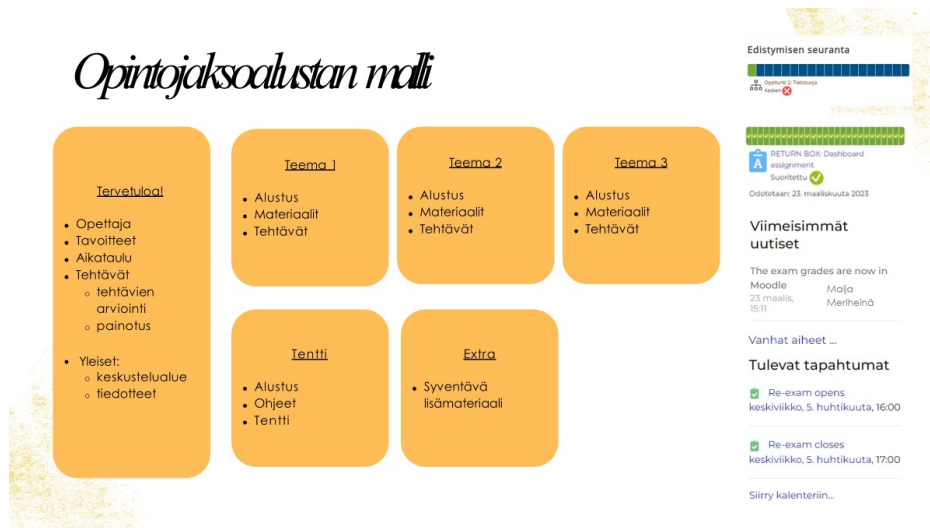 Opintojaksoalustan malli
Tervetuloa!
Opettaja
Tavoitteet
Aikataulu
Tehtävät
tehtävien
arviointi
painotus
Yleiset:
keskustelualue
tiedotteet
Teema 1
Alustus
Materiaalit
Tehtävät
Teema 2
Alustus
Materiaalit
Tehtävät
Teema 3
Alustus
Materiaalit
Tehtävät
Tentti
Alustus
Ohjeet
Tentti
Extra
Syventävä
lisämateriaali
Edistymisen seuranta
Oppitunti 2: Tietosuoja
Kesken
RETURN BOX: Dashboard
assignment
Suoritettu
Odotetaan: 23. maaliskuuta 2023
Viimeisimmät
uutiset
The exam grades are now in
Moodle
23 maalis,
15:11
Maija
Meriheinä
Vanhat aiheet ...
Tulevat tapahtumat
Re-exam opens
keskiviikko, 5. huhtikuuta, 16:00
Re-exam closes
keskiviikko, 5. huhtikuuta, 17:00
Siirry kalenteriin...